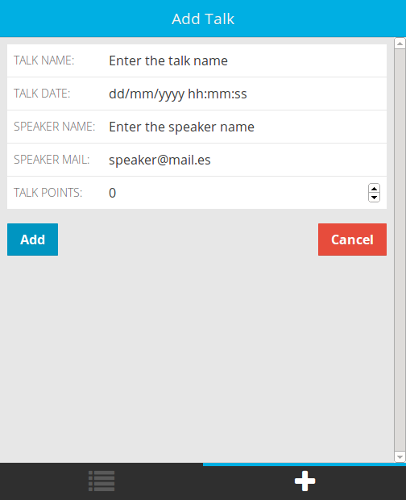 Add Talk
TALK NAME: Enter the talk name
TALK DATE: dd/mm/yyyy hh:mm:ss
SPEAKER NAME: Enter the speaker name
SPEAKER MAIL: speaker@mail.es
TALK POINTS: 0
Add Cancel